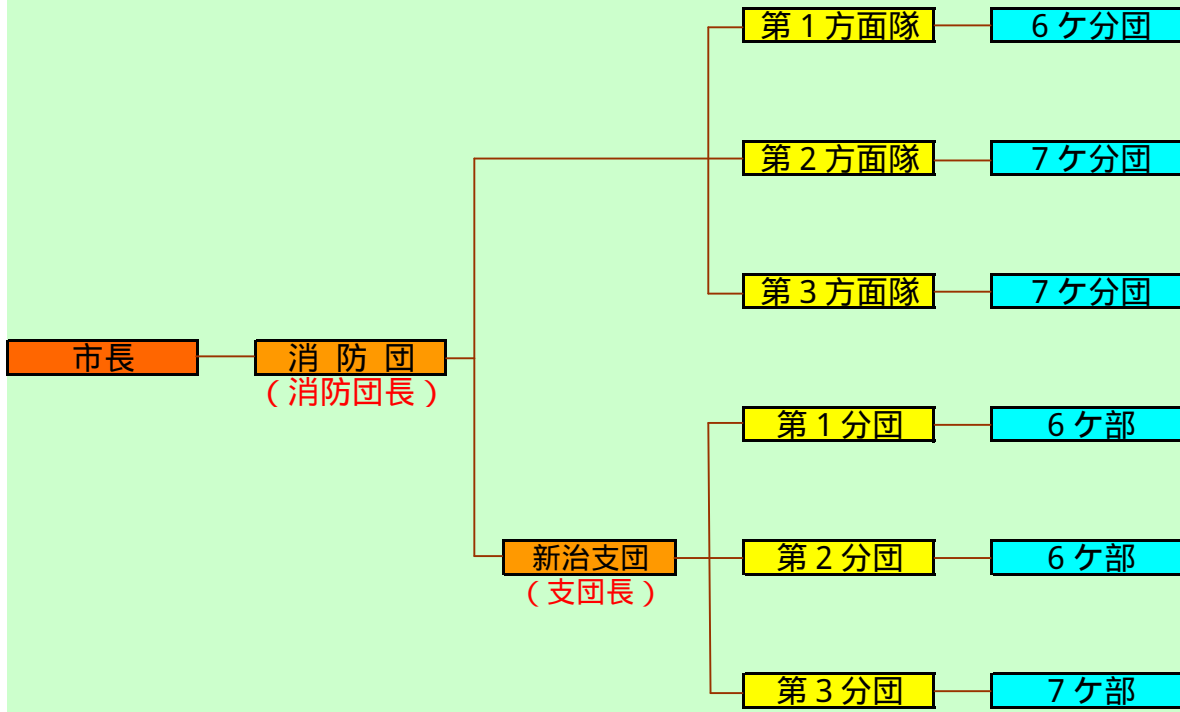 第１方面隊 6ケ分団
第２方面隊 7ケ分団
第３方面隊 7ケ分団
市長 消 防 団
（消防団長）
第１分団 6ケ部
新治支団 第２分団 6ケ部
（支団長）
第３分団 7ケ部